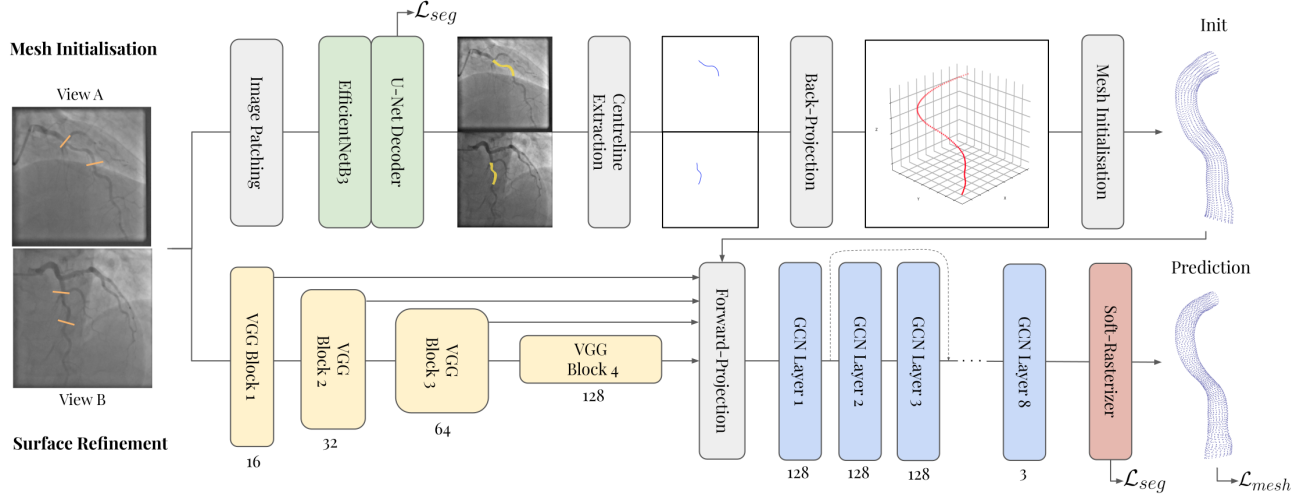 Mesh Initialisation
View A
View B
Surface Refinement
Image Patching
EfficientNetB3
U-Net Decoder
ℒseg
Centreline
Extraction
Back-Projection
Z
Y
X
Mesh Initialisation
Init
VGG Block 1
16
VGG
Block 2
32
VGG
Block 3
64
VGG
Block 4
128
Forward-Projection
GCN Layer 1
128
GCN Layer 2
128
GCN Layer 3
128
· · ·
GCN Layer 8
3
Soft-Rasterizer
ℒseg
Prediction
ℒmesh